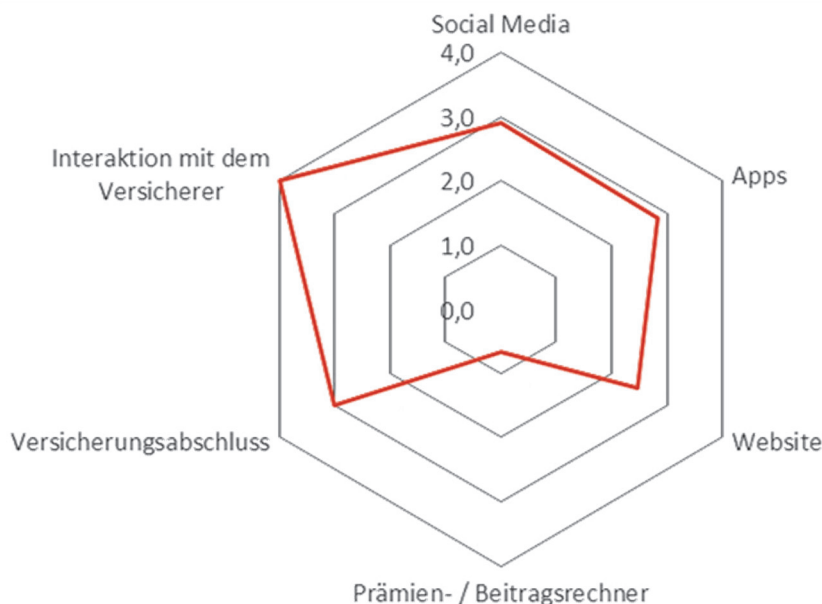 Social Media
4,0
3,0
2,0
1,0
0,0
Interaktion mit dem
Versicherer
Apps
Versicherungsabschluss
Website
Prämien- / Beitragsrechner